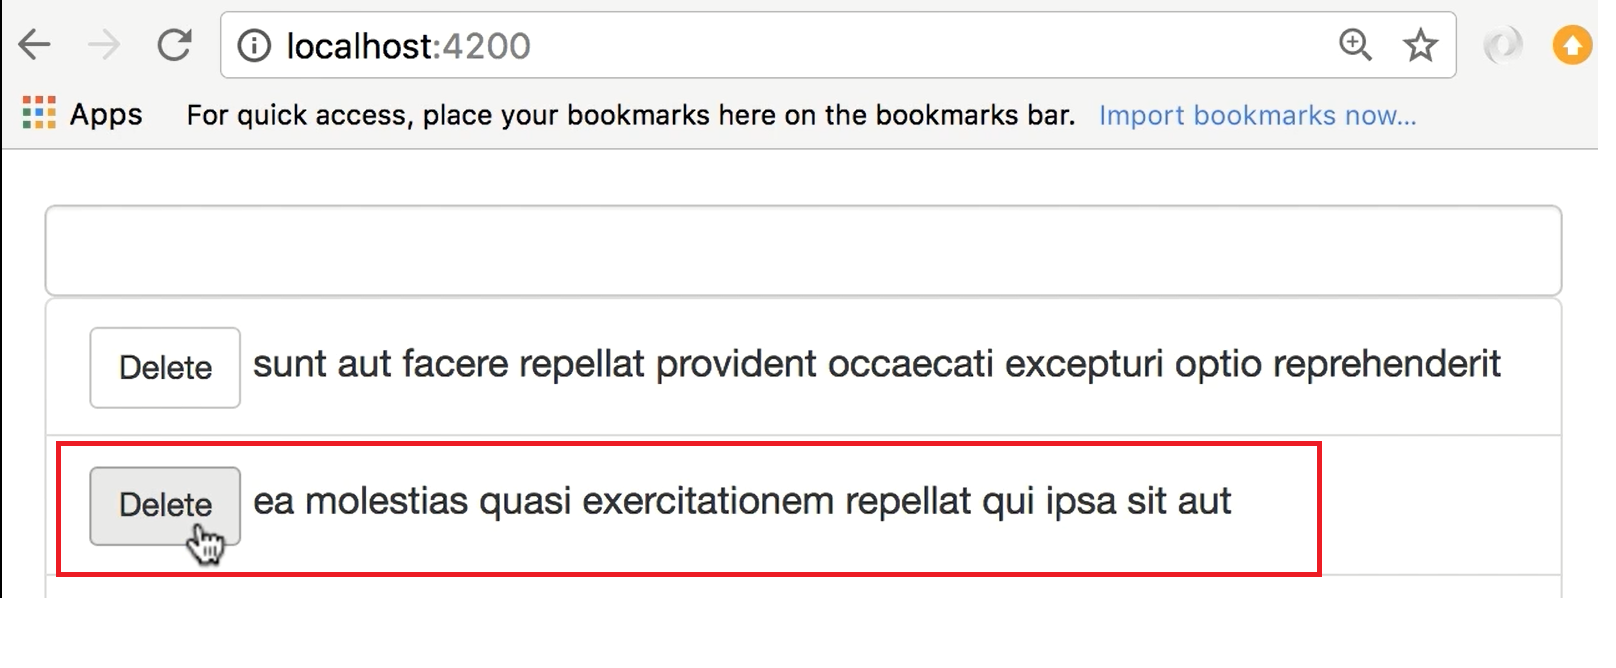 localhost:4200
Apps For quick access, place your bookmarks here on the bookmarks bar. Import bookmarks now...
Delete sunt aut facere repellat provident occaecati excepturi optio reprehenderit
Delete ea molestias quasi exercitationem repellat qui ipsa sit aut